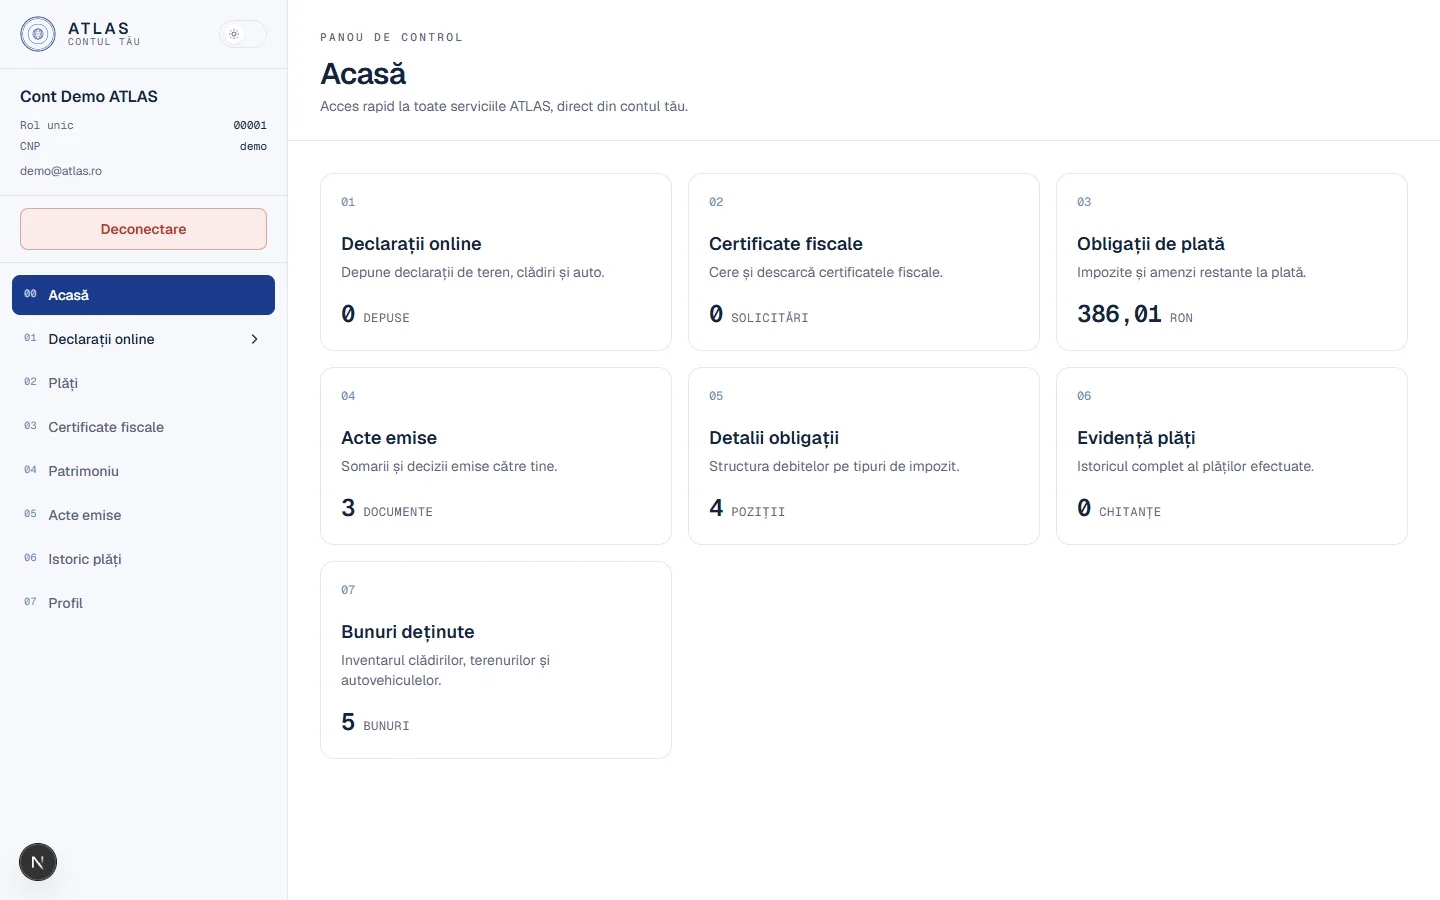 ATLAS
CONTUL TĂU
Cont Demo ATLAS
Rol unic 00001
CNP demo
demo@atlas.ro
Deconectare
00 Acasă
01 Declarații online
02 Plăți
03 Certificate fiscale
04 Patrimoniu
05 Acte emise
06 Istoric plăți
07 Profil
N
PANOU DE CONTROL
Acasă
Acces rapid la toate serviciile ATLAS, direct din contul tău.
01
Declarații online
Depune declarații de teren, clădiri și auto.
0 DEPUSE
02
Certificate fiscale
Cere și descarcă certificatele fiscale.
0 SOLICITĂRI
03
Obligații de plată
Impozite și amenzi restante la plată.
386,01 RON
04
Acte emise
Somarii și decizii emise către tine.
3 DOCUMENTE
05
Detalii obligații
Structura debitelor pe tipuri de impozit.
4 POZIȚII
06
Evidență plăți
Istoricul complet al plăților efectuate.
0 CHITANȚE
07
Bunuri deținute
Inventarul clădirilor, terenurilor și
autovehiculelor.
5 BUNURI